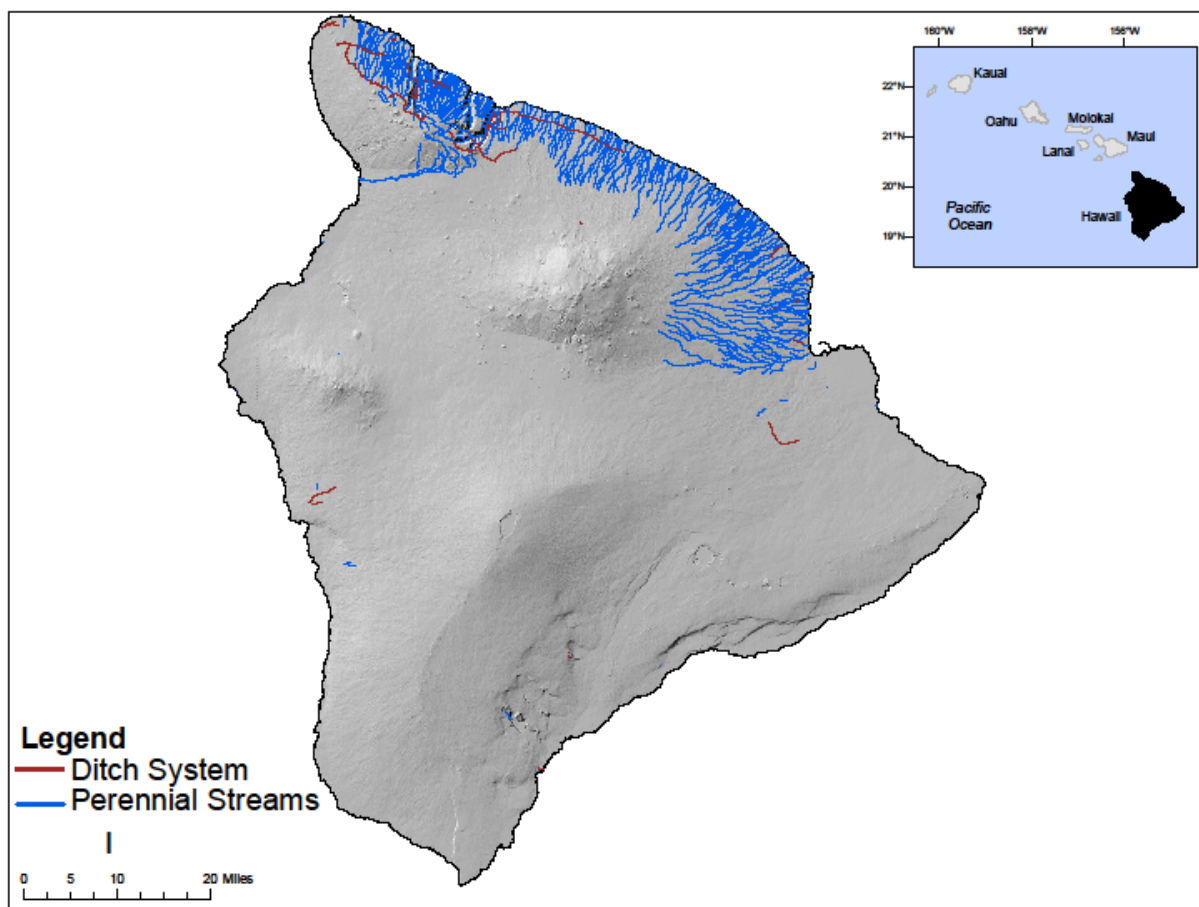 160°W 158°W 156°W
22°N
21°N
20°N
19°N
Kauai
Oahu
Molokai
Maui
Lanai
Hawaii
Pacific
Ocean
Legend
Ditch System
Perennial Streams
I
0 5 10 20 Miles